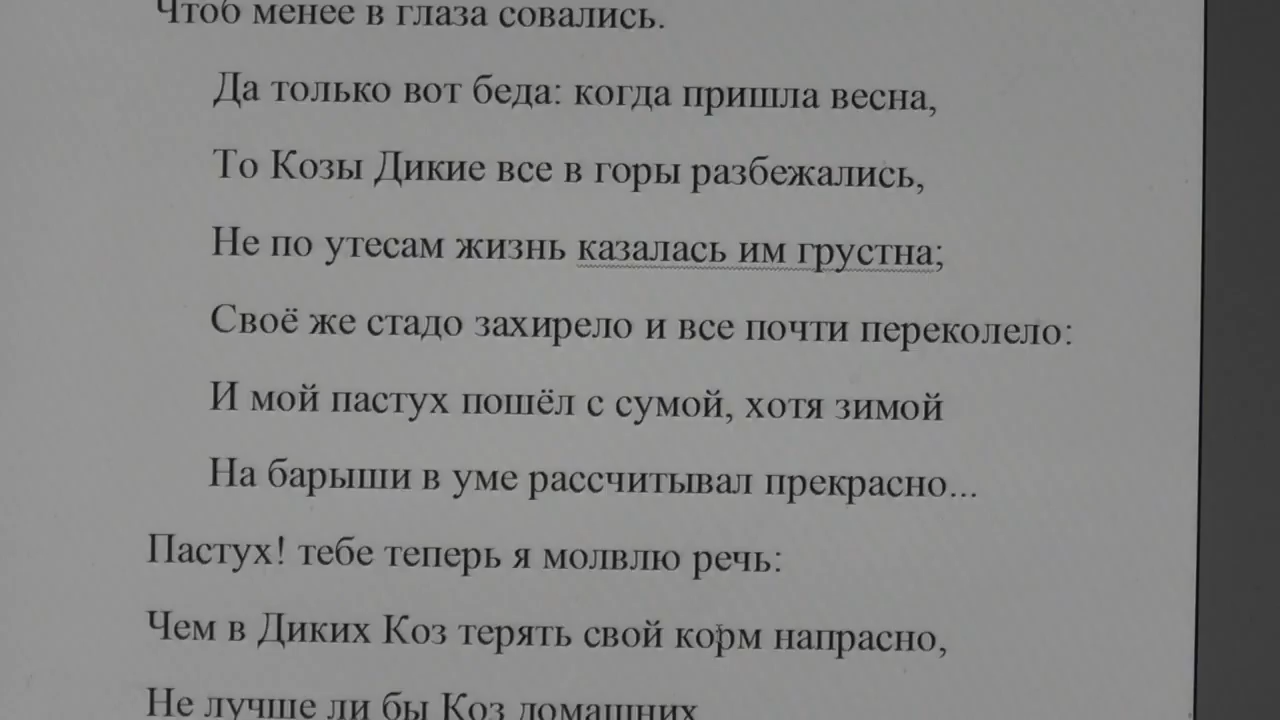 Чтоб менее в глаза совались.
Да только вот беда: когда пришла весна,
То Козы Дикие все в горы разбежались,
Не по утесам жизнь казалась им грустна;
Своё же стадо захирело и все почти переколело:
И мой пастух пошёл с сумой, хотя зимой
На барыши в уме рассчитывал прекрасно...
Пастух! тебе теперь я молвлю речь:
Чем в Диких Коз терять свой корм напрасно,
Не лучше ли бы Коз домашних